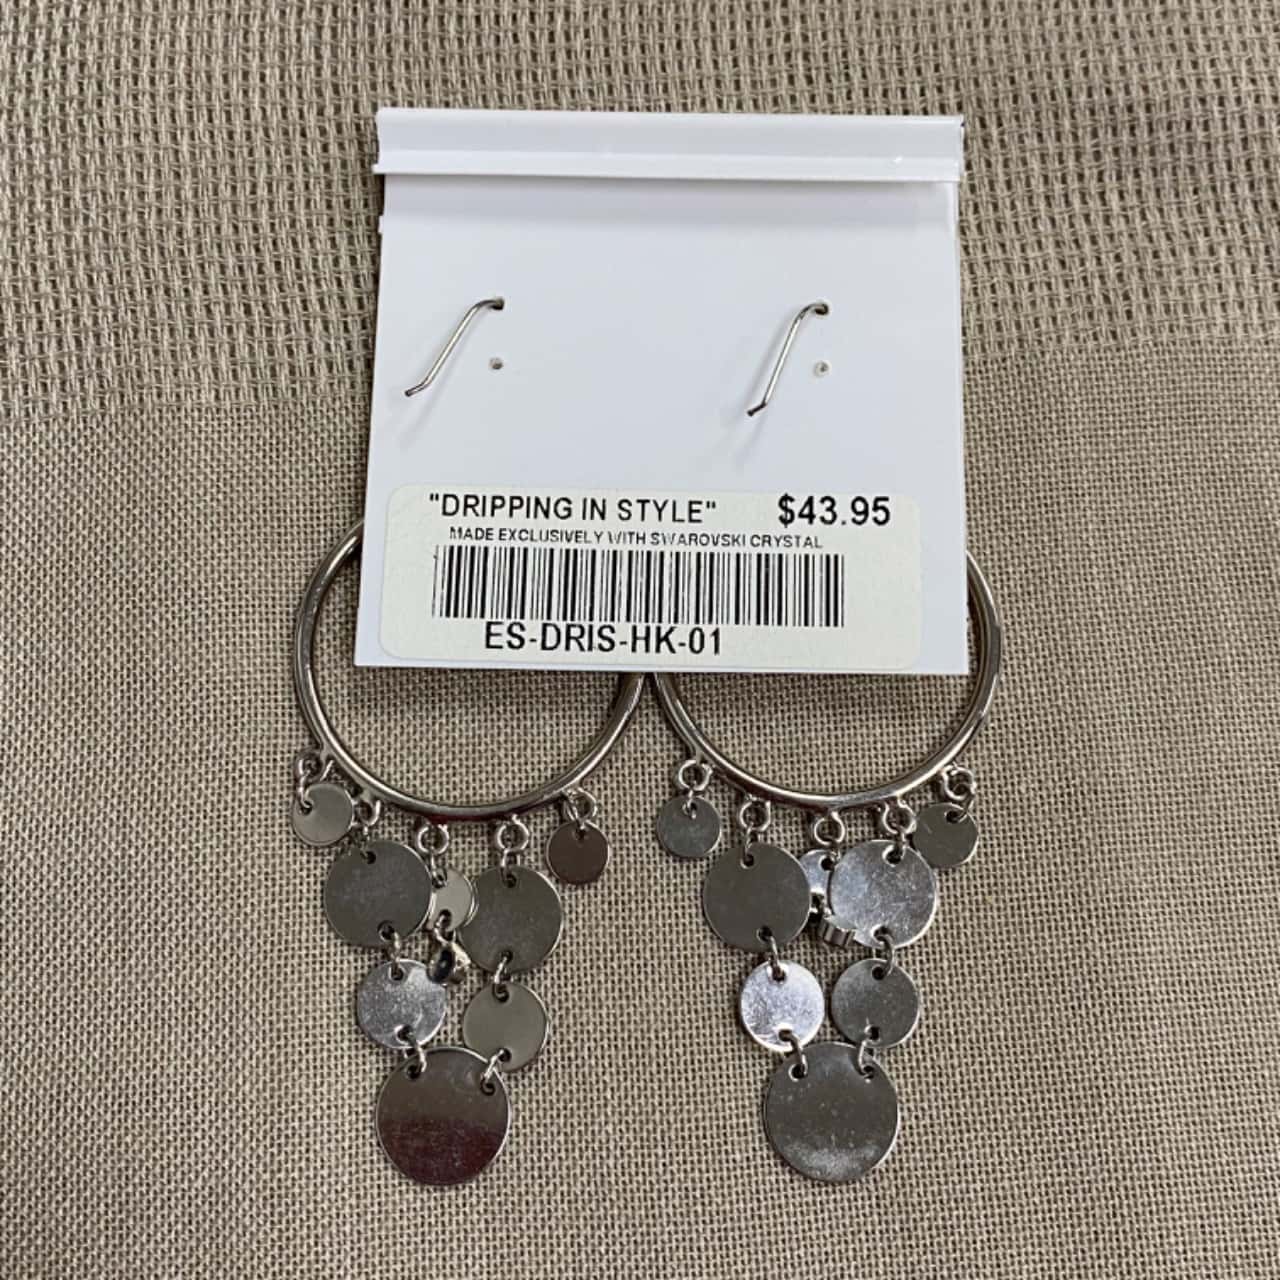 "DRIPPING IN STYLE" $43.95
MADE EXCLUSIVELY WITH SWAROVSKI CRYSTAL
ES-DRIS-HK-01